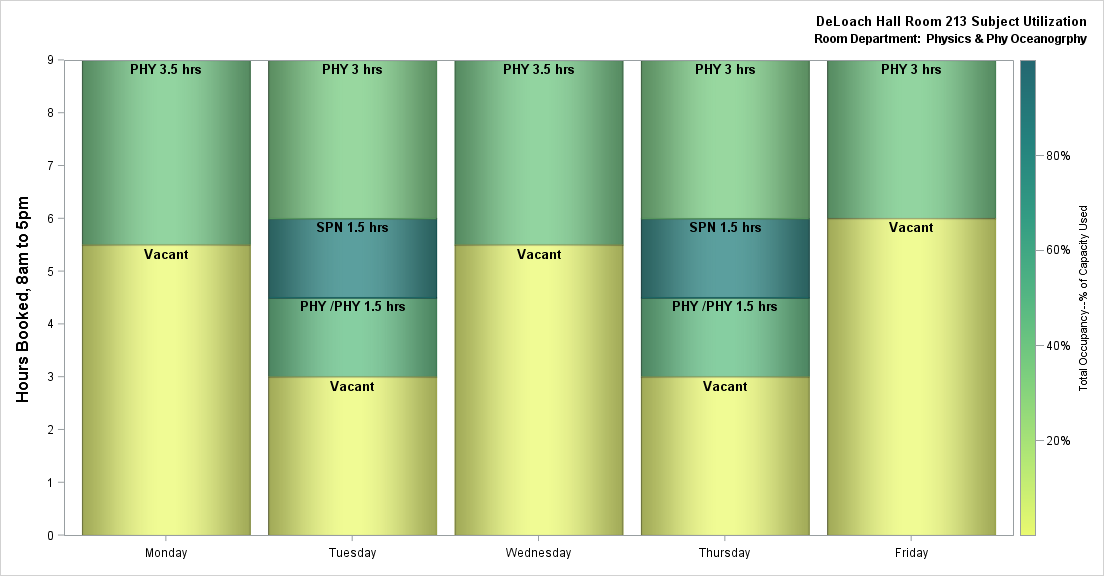 DeLoach Hall Room 213 Subject Utilization
Room Department: Physics & Phy Oceanogrphy
Hours Booked, 8am to 5pm
9
8
7
6
5
4
3
2
1
0
PHY 3.5 hrs
Vacant
PHY 3 hrs
SPN 1.5 hrs
PHY /PHY 1.5 hrs
Vacant
PHY 3.5 hrs
Vacant
PHY 3 hrs
SPN 1.5 hrs
PHY /PHY 1.5 hrs
Vacant
PHY 3 hrs
Vacant
Monday
Tuesday
Wednesday
Thursday
Friday
80%
60%
40%
20%
Total Occupancy--% of Capacity Used